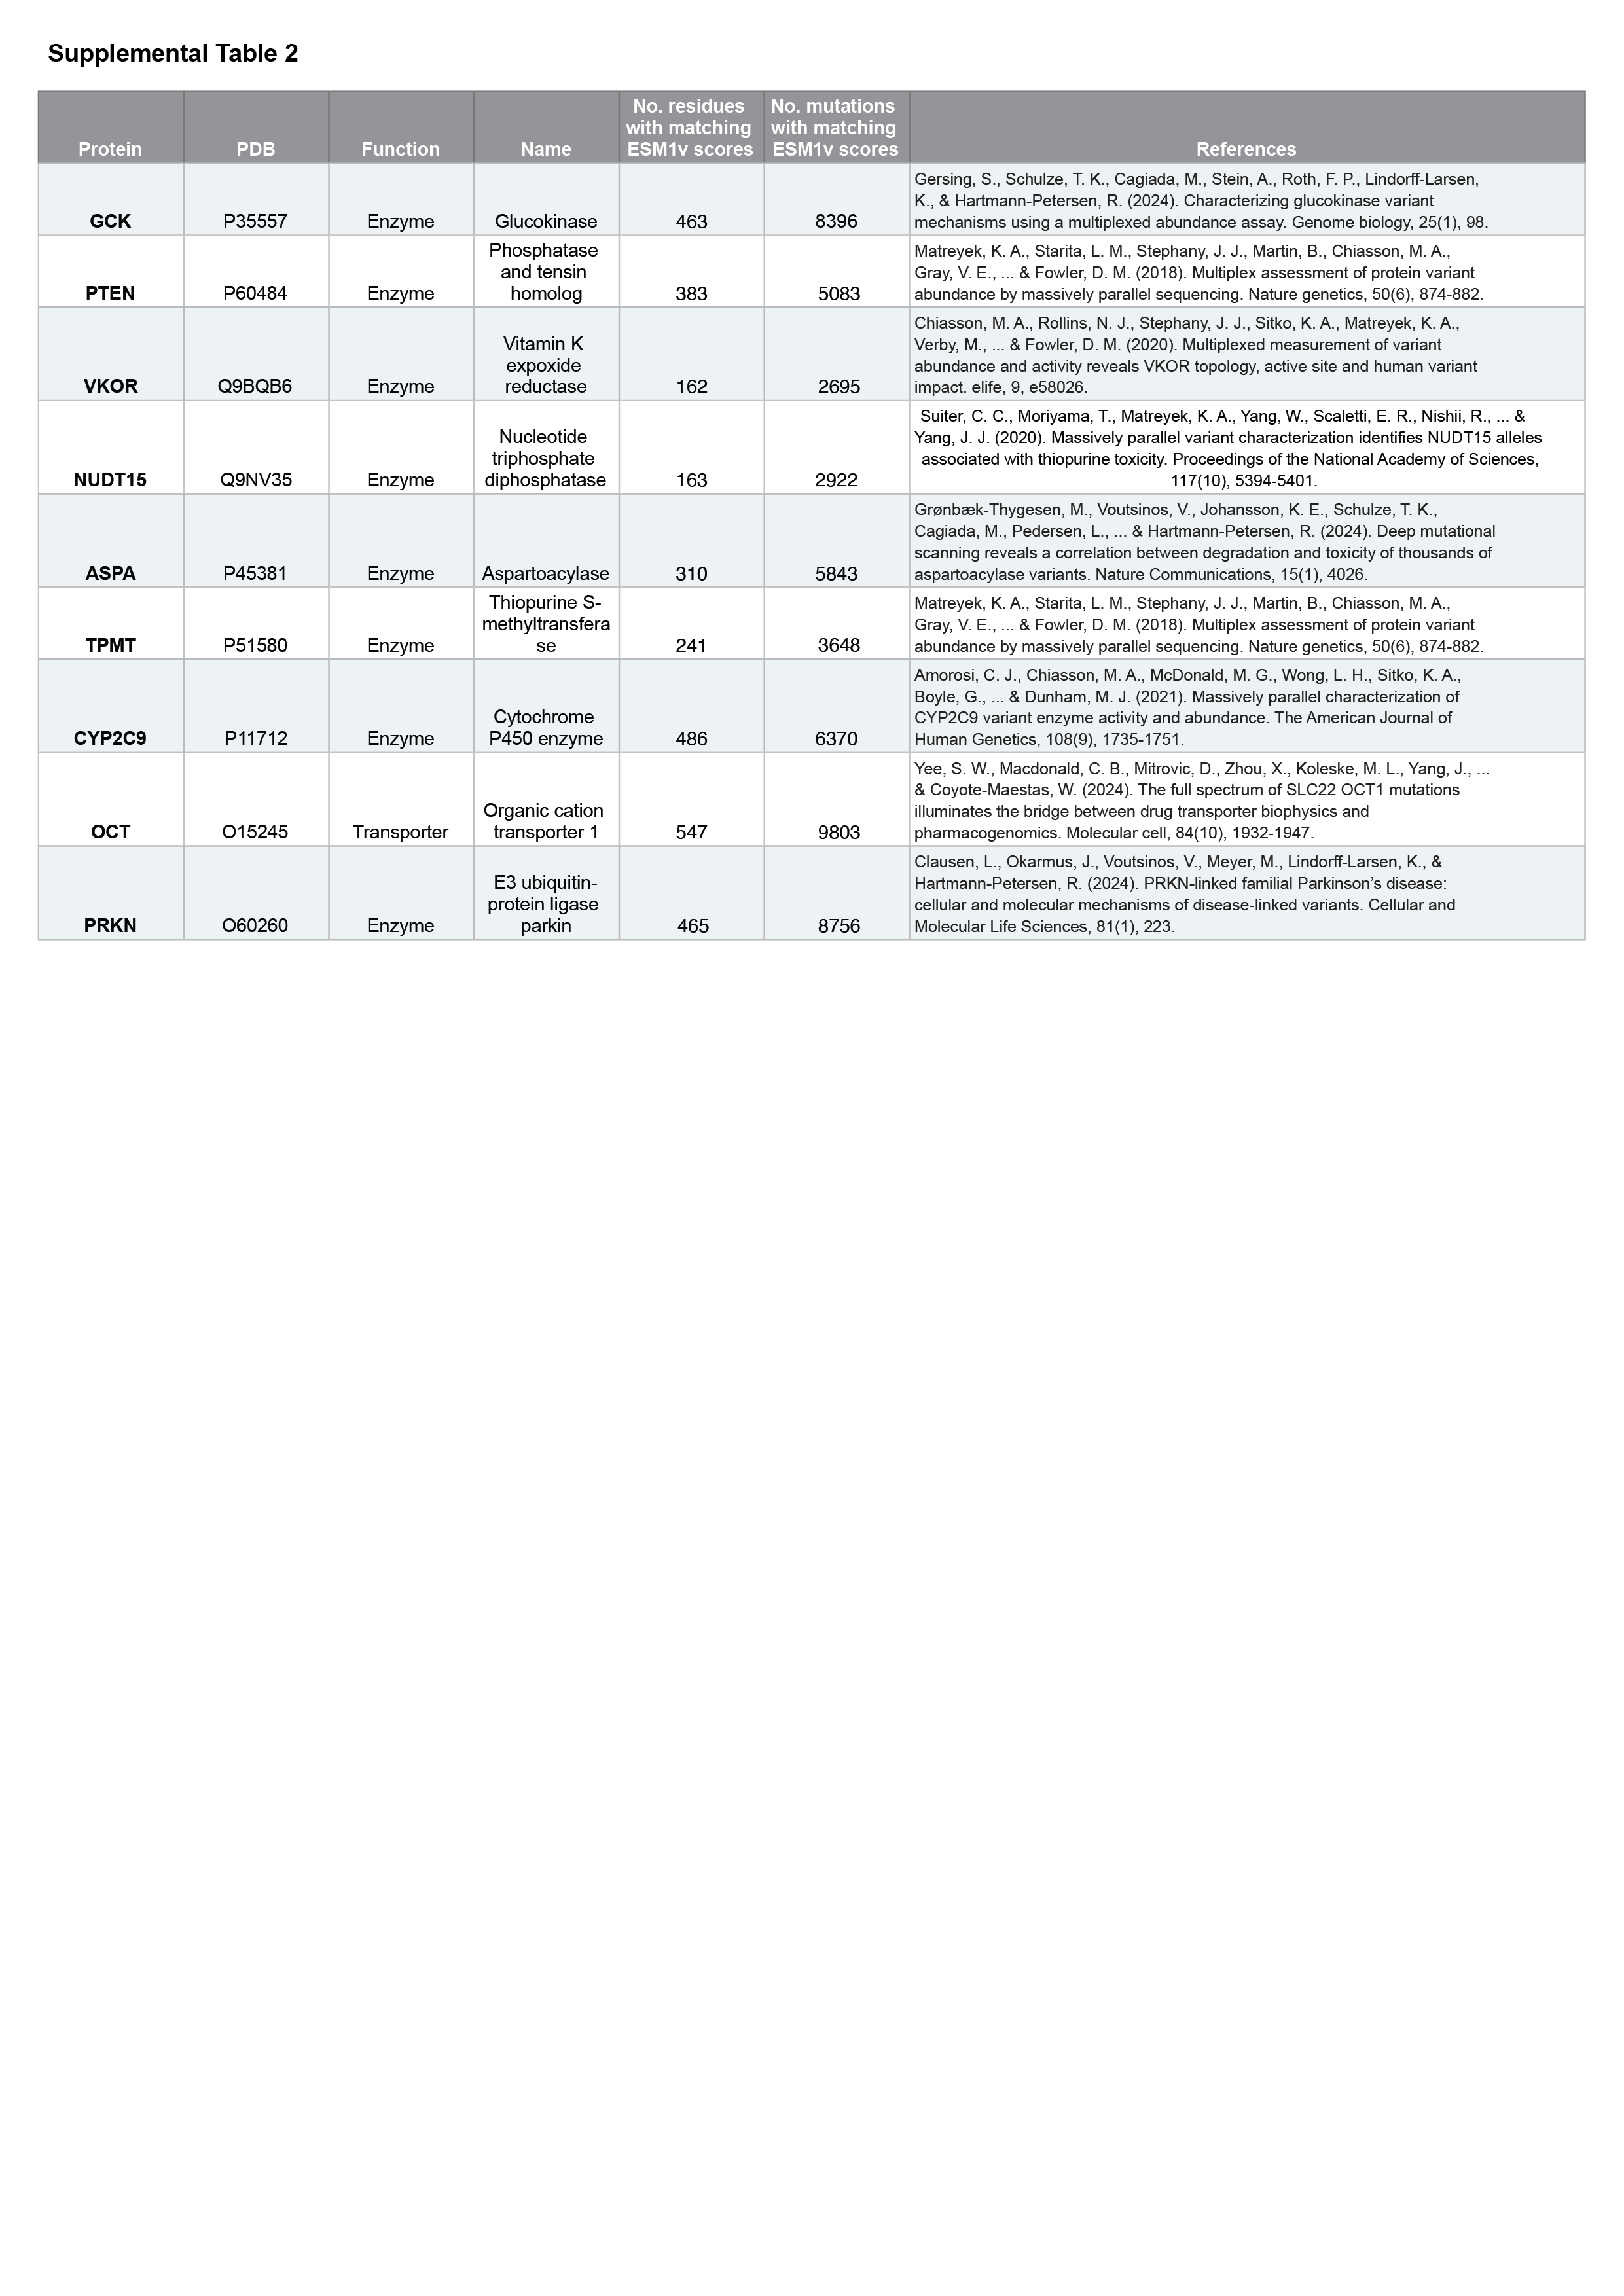 Supplemental Table 2
Protein PDB Function Name No. residues with matching ESM1v scores No. mutations with matching ESM1v scores References
GCK P35557 Enzyme Glucokinase 463 8396
Gersing, S., Schulze, T. K., Cagiada, M., Stein, A., Roth, F. P., Lindorff-Larsen,
K., & Hartmann-Petersen, R. (2024). Characterizing glucokinase variant
mechanisms using a multiplexed abundance assay. Genome biology, 25(1), 98.
PTEN P60484 Enzyme Phosphatase and tensin homolog 383 5083
Matreyek, K. A., Starita, L. M., Stephany, J. J., Martin, B., Chiasson, M. A.,
Gray, V. E., ... & Fowler, D. M. (2018). Multiplex assessment of protein variant
abundance by massively parallel sequencing. Nature genetics, 50(6), 874-882.
VKOR Q9BQB6 Enzyme Vitamin K expoxide reductase 162 2695
Chiasson, M. A., Rollins, N. J., Stephany, J. J., Sitko, K. A., Matreyek, K. A.,
Verby, M., ... & Fowler, D. M. (2020). Multiplexed measurement of variant
abundance and activity reveals VKOR topology, active site and human variant
impact. elife, 9, e58026.
NUDT15 Q9NV35 Enzyme Nucleotide triphosphate diphosphatase 163 2922
Suiter, C. C., Moriyama, T., Matreyek, K. A., Yang, W., Scaletti, E. R., Nishii, R., ... &
Yang, J. J. (2020). Massively parallel variant characterization identifies NUDT15 alleles
associated with thiopurine toxicity. Proceedings of the National Academy of Sciences,
117(10), 5394-5401.
ASPA P45381 Enzyme Aspartoacylase 310 5843
Grønbæk-Thygesen, M., Voutsinos, V., Johansson, K. E., Schulze, T. K.,
Cagiada, M., Pedersen, L., ... & Hartmann-Petersen, R. (2024). Deep mutational
scanning reveals a correlation between degradation and toxicity of thousands of
aspartoacylase variants. Nature Communications, 15(1), 4026.
TPMT P51580 Enzyme Thiopurine S-methyltransferase 241 3648
Matreyek, K. A., Starita, L. M., Stephany, J. J., Martin, B., Chiasson, M. A.,
Gray, V. E., ... & Fowler, D. M. (2018). Multiplex assessment of protein variant
abundance by massively parallel sequencing. Nature genetics, 50(6), 874-882.
CYP2C9 P11712 Enzyme Cytochrome P450 enzyme 486 6370
Amorosi, C. J., Chiasson, M. A., McDonald, M. G., Wong, L. H., Sitko, K. A.,
Boyle, G., ... & Dunham, M. J. (2021). Massively parallel characterization of
CYP2C9 variant enzyme activity and abundance. The American Journal of
Human Genetics, 108(9), 1735-1751.
OCT O15245 Transporter Organic cation transporter 1 547 9803
Yee, S. W., Macdonald, C. B., Mitrovic, D., Zhou, X., Koleske, M. L., Yang, J., ...
& Coyote-Maestas, W. (2024). The full spectrum of SLC22 OCT1 mutations
illuminates the bridge between drug transporter biophysics and
pharmacogenomics. Molecular cell, 84(10), 1932-1947.
PRKN O60260 Enzyme E3 ubiquitin-protein ligase parkin 465 8756
Clausen, L., Okarmus, J., Voutsinos, V., Meyer, M., Lindorff-Larsen, K., &
Hartmann-Petersen, R. (2024). PRKN-linked familial Parkinson’s disease:
cellular and molecular mechanisms of disease-linked variants. Cellular and
Molecular Life Sciences, 81(1), 223.